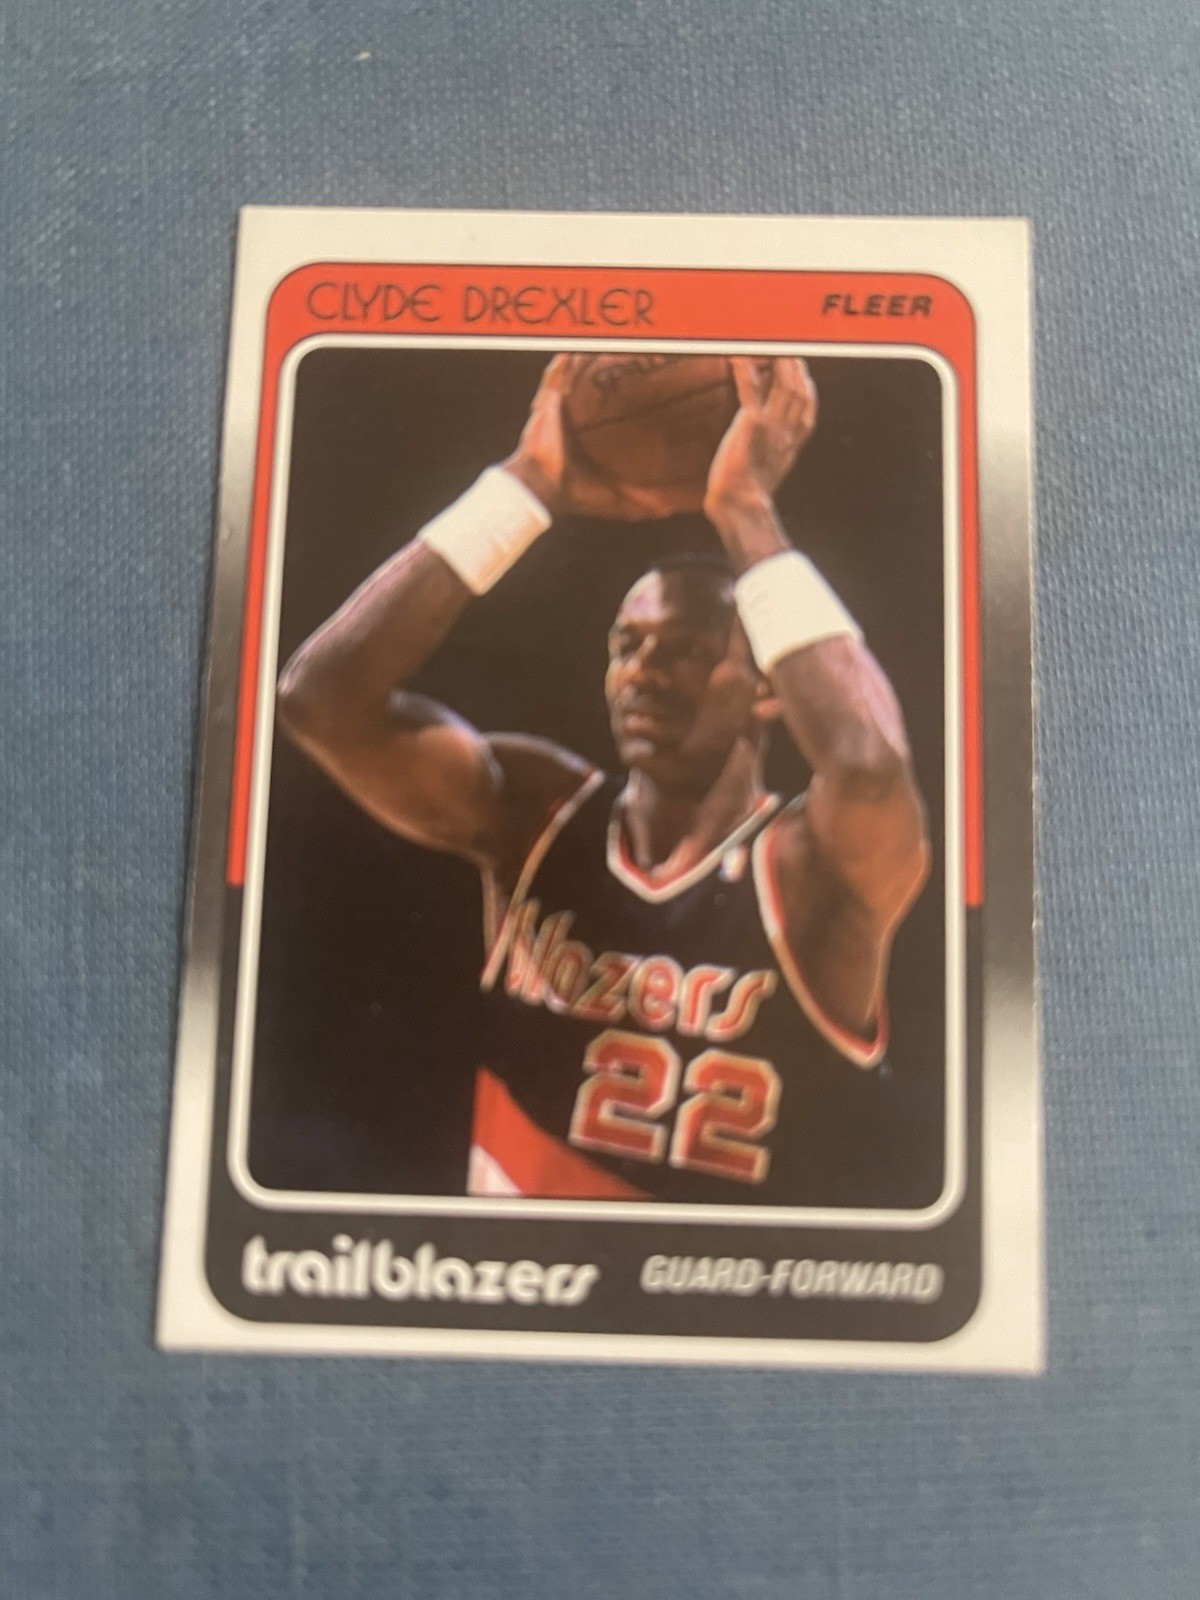 CLYDE DREXLER
FLEER
Blazers
22
trailblazers
GUARD-FORWARD